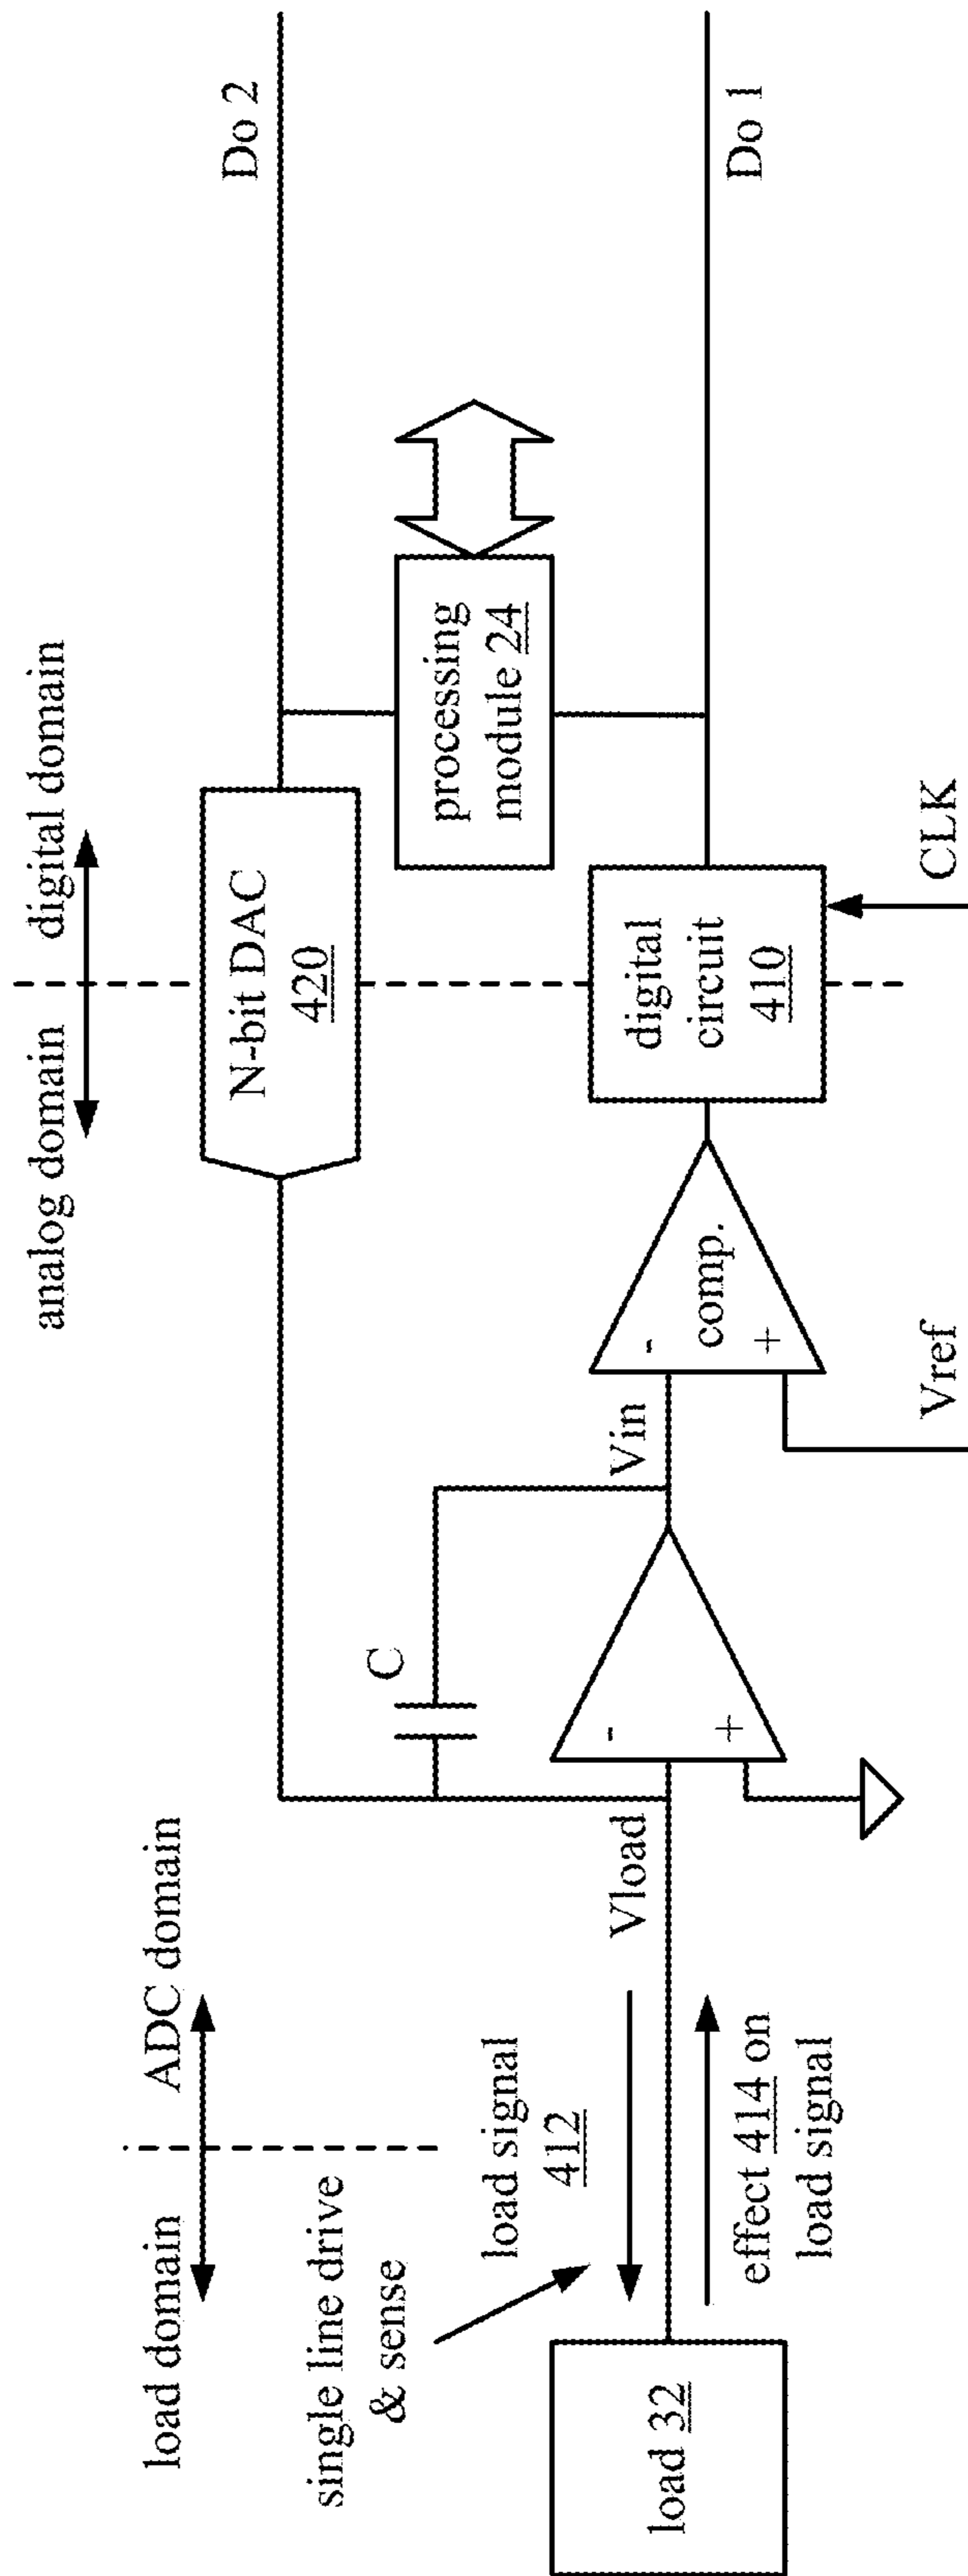 analog domain
digital domain
load domain
ADC domain
N-bit DAC
420
Do 2
single line drive
& sense
C
processing
module 24
load signal
412
Vload
Vin
-
+
-
+
comp.
digital
circuit
410
Do 1
load 32
effect 414 on
load signal
Vref
CLK